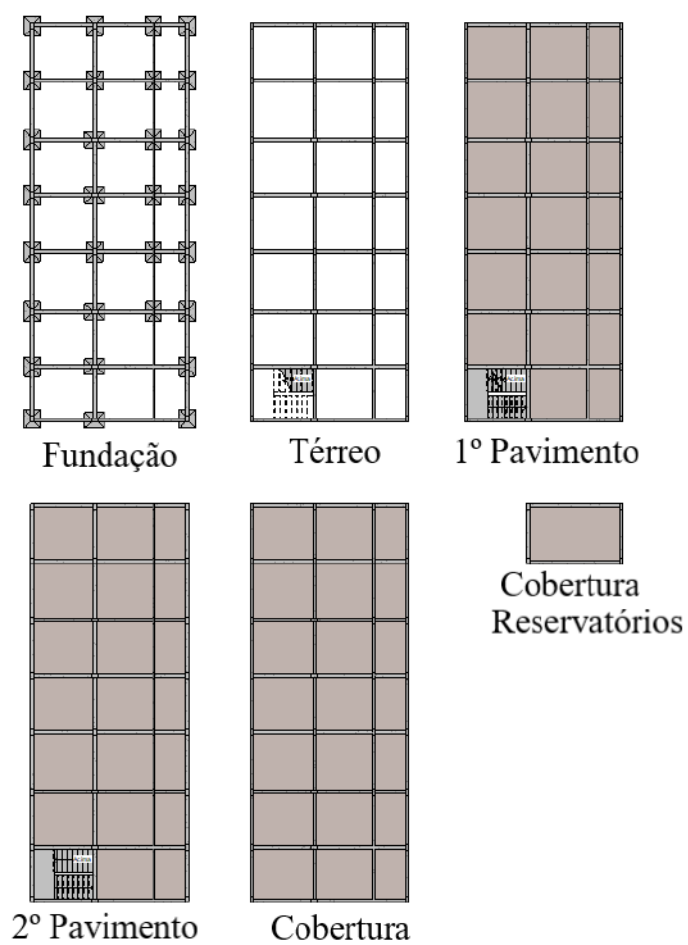 Fundação
Térreo
1º Pavimento
2º Pavimento
Cobertura
Cobertura
Reservatórios